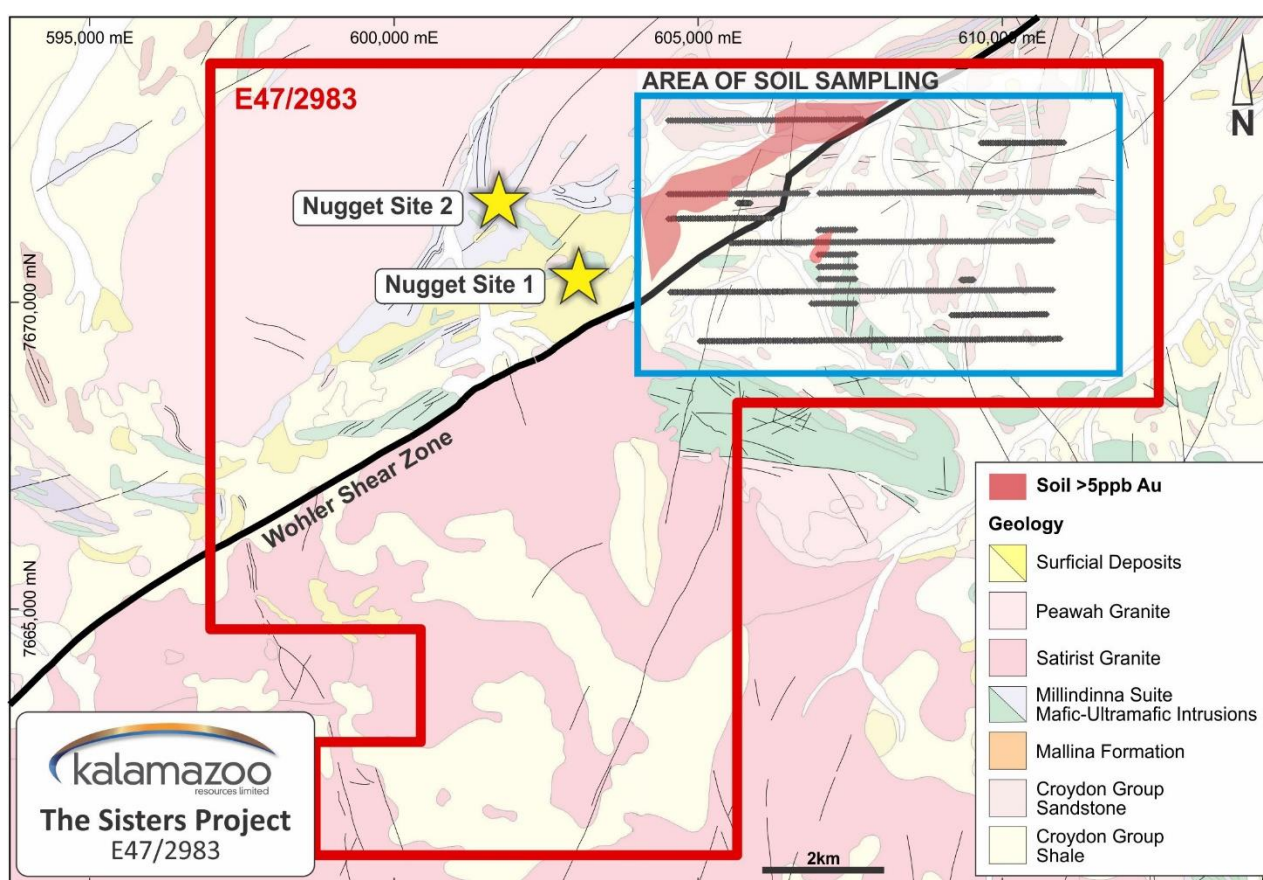 595,000 mE
600,000 mE
605,000 mE
610,000 mE
AREA OF SOIL SAMPLING
E47/2983
N
Nugget Site 2
Nugget Site 1
7670,000 mN
Wohler Shear Zone
7665,000 mN
Soil >5ppb Au
Geology
Surficial Deposits
Peawah Granite
Satirist Granite
Millindinna Suite
Mafic-Ultramafic Intrusions
Mallina Formation
Croydon Group
Sandstone
Croydon Group
Shale
kalamazoo
resources limited
The Sisters Project
E47/2983
2km